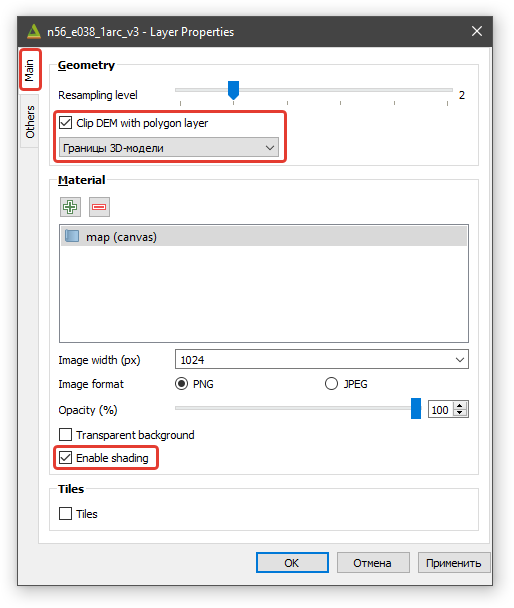 n56_e038_1arc_v3 - Layer Properties
Main
Others
Geometry
Resampling level
2
Clip DEM with polygon layer
Границы 3D-модели
Material
map (canvas)
Image width (px)
1024
Image format
PNG
JPEG
Opacity (%)
100
Transparent background
Enable shading
Tiles
Tiles
OK
Отмена
Применить